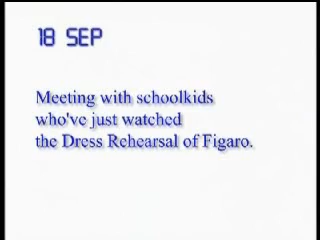 18 SEP
Meeting with schoolkids
who've just watched
the Dress Rehearsal of Figaro.